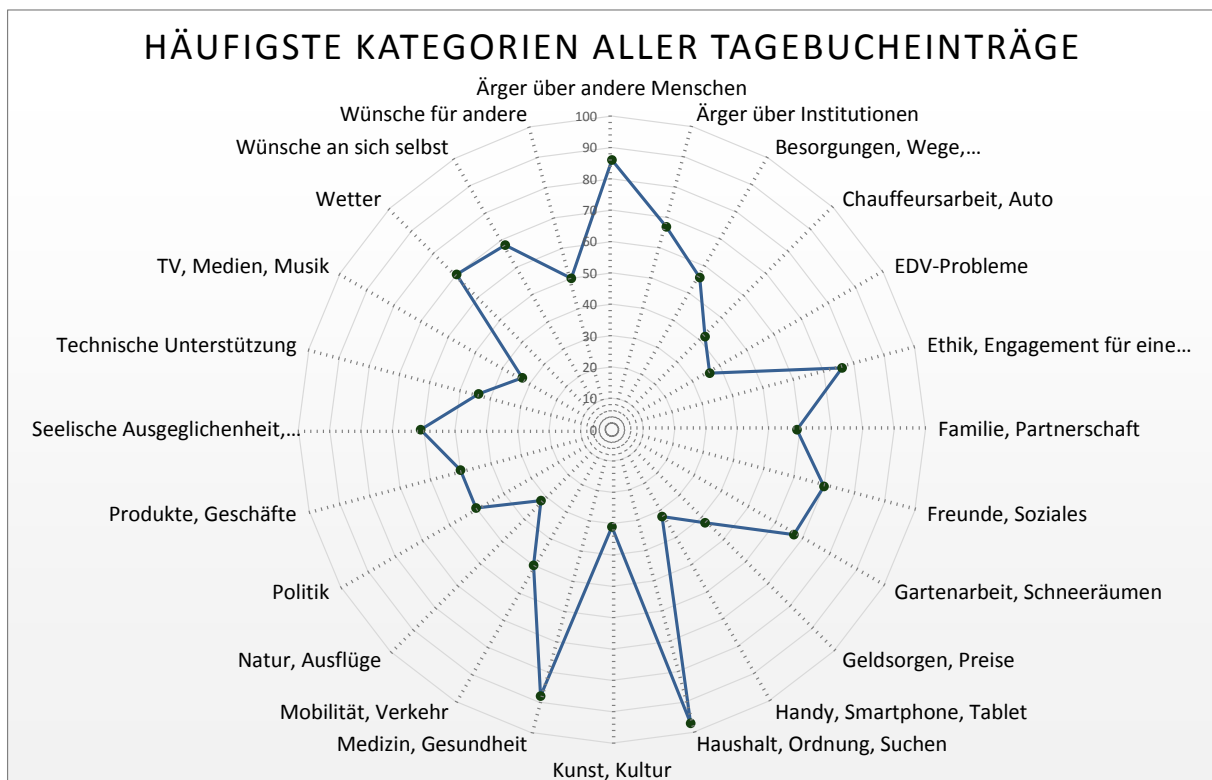 HÄUFIGSTE KATEGORIEN ALLER TAGEBUCHEINTRÄGE
Ärger über andere Menschen
Ärger über Institutionen
Besorgungen, Wege,…
Chauffeursarbeit, Auto
EDV-Probleme
Ethik, Engagement für eine…
Familie, Partnerschaft
Freunde, Soziales
Gartenarbeit, Schneeräumen
Geldsorgen, Preise
Handy, Smartphone, Tablet
Haushalt, Ordnung, Suchen
Kunst, Kultur
Medizin, Gesundheit
Mobilität, Verkehr
Natur, Ausflüge
Politik
Produkte, Geschäfte
Seelische Ausgeglichenheit,…
Technische Unterstützung
TV, Medien, Musik
Wetter
Wünsche an sich selbst
Wünsche für andere
100
90
80
70
60
50
40
30
20
10
0